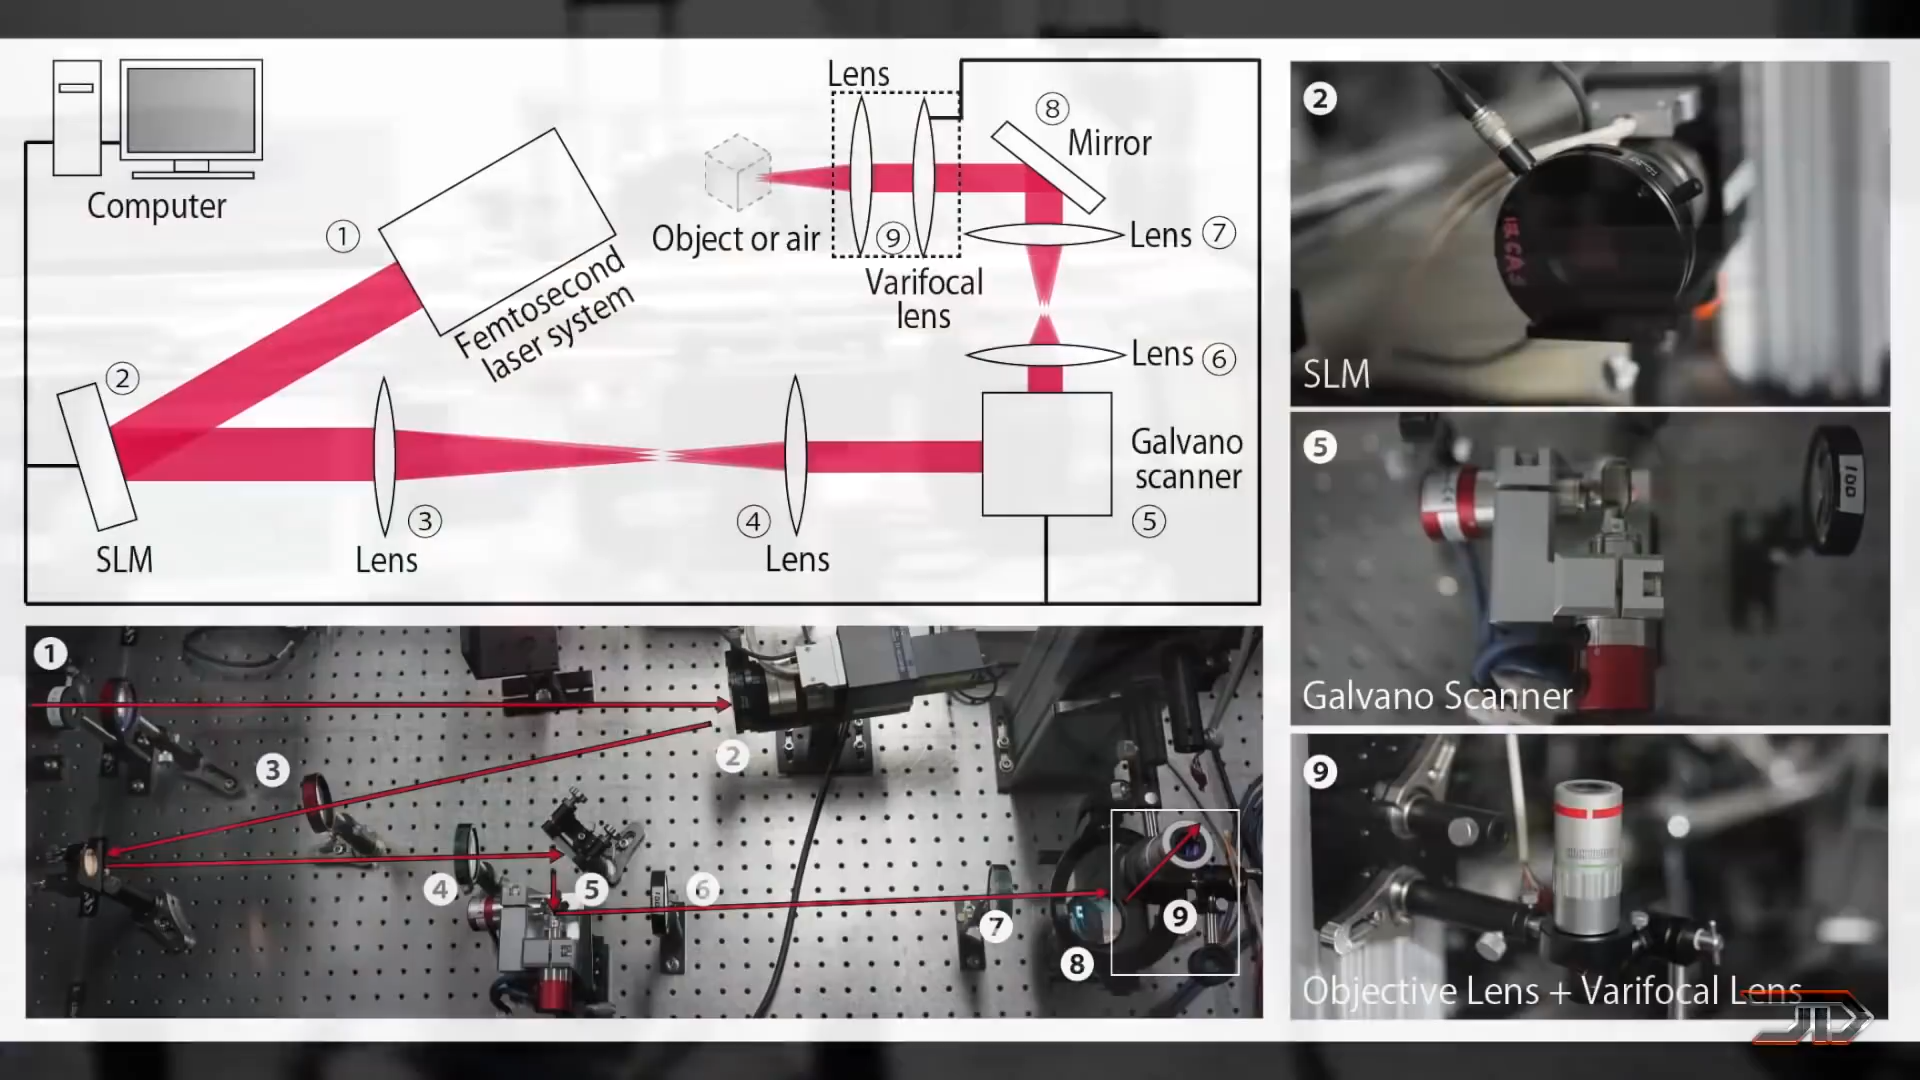 Computer
①
Femtosecond
laser system
②
SLM
③
Lens
④
Lens
Galvano
scanner
⑤
Lens ⑥
Lens ⑦
⑧
Mirror
Lens
⑨
Varifocal
lens
Object or air
1
2
3
4
5
6
7
8
9
2
SLM
5
100
Galvano Scanner
9
Objective Lens + Varifocal Lens